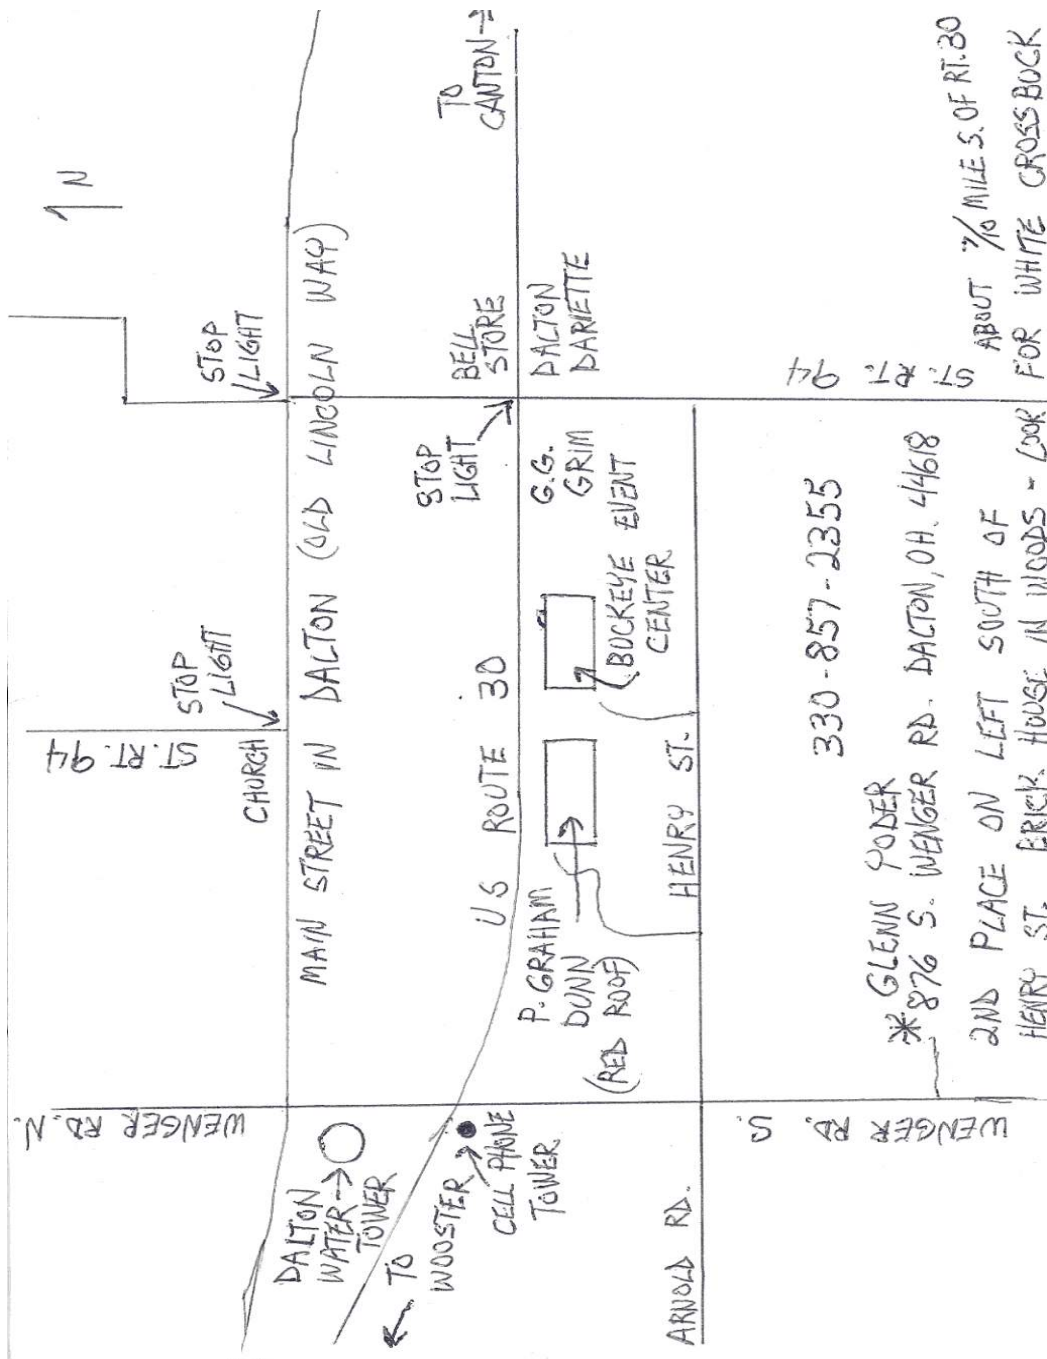 N
STOP
LIGHT
STOP
LIGHT
ST. RT. 94
CHURCH
WENGER RD. N.
MAIN STREET IN DALTON (OLD LINCOLN WAY)
DALTON
WATER
TOWER
TO
WOOSTER
CELL PHONE
TOWER
US ROUTE 30
STOP
LIGHT
BELL
STORE
TO
CANTON
P. GRAHAM
DUNN
(RED ROOF)
BUCKEYE EVENT
CENTER
G.G.
GRIM
DALTON
DARIETTE
ARNOLD RD.
HENRY ST.
WENGER RD. S.
ST. RT. 94
330-857-2355
* GLENN YODER
876 S. WENGER RD. DALTON, OH. 44618
2ND PLACE ON LEFT SOUTH OF
HENRY ST. BRICK HOUSE IN WOODS - LOOK
ABOUT /10 MILE S. OF RT. 30
FOR WHITE CROSSBUCK